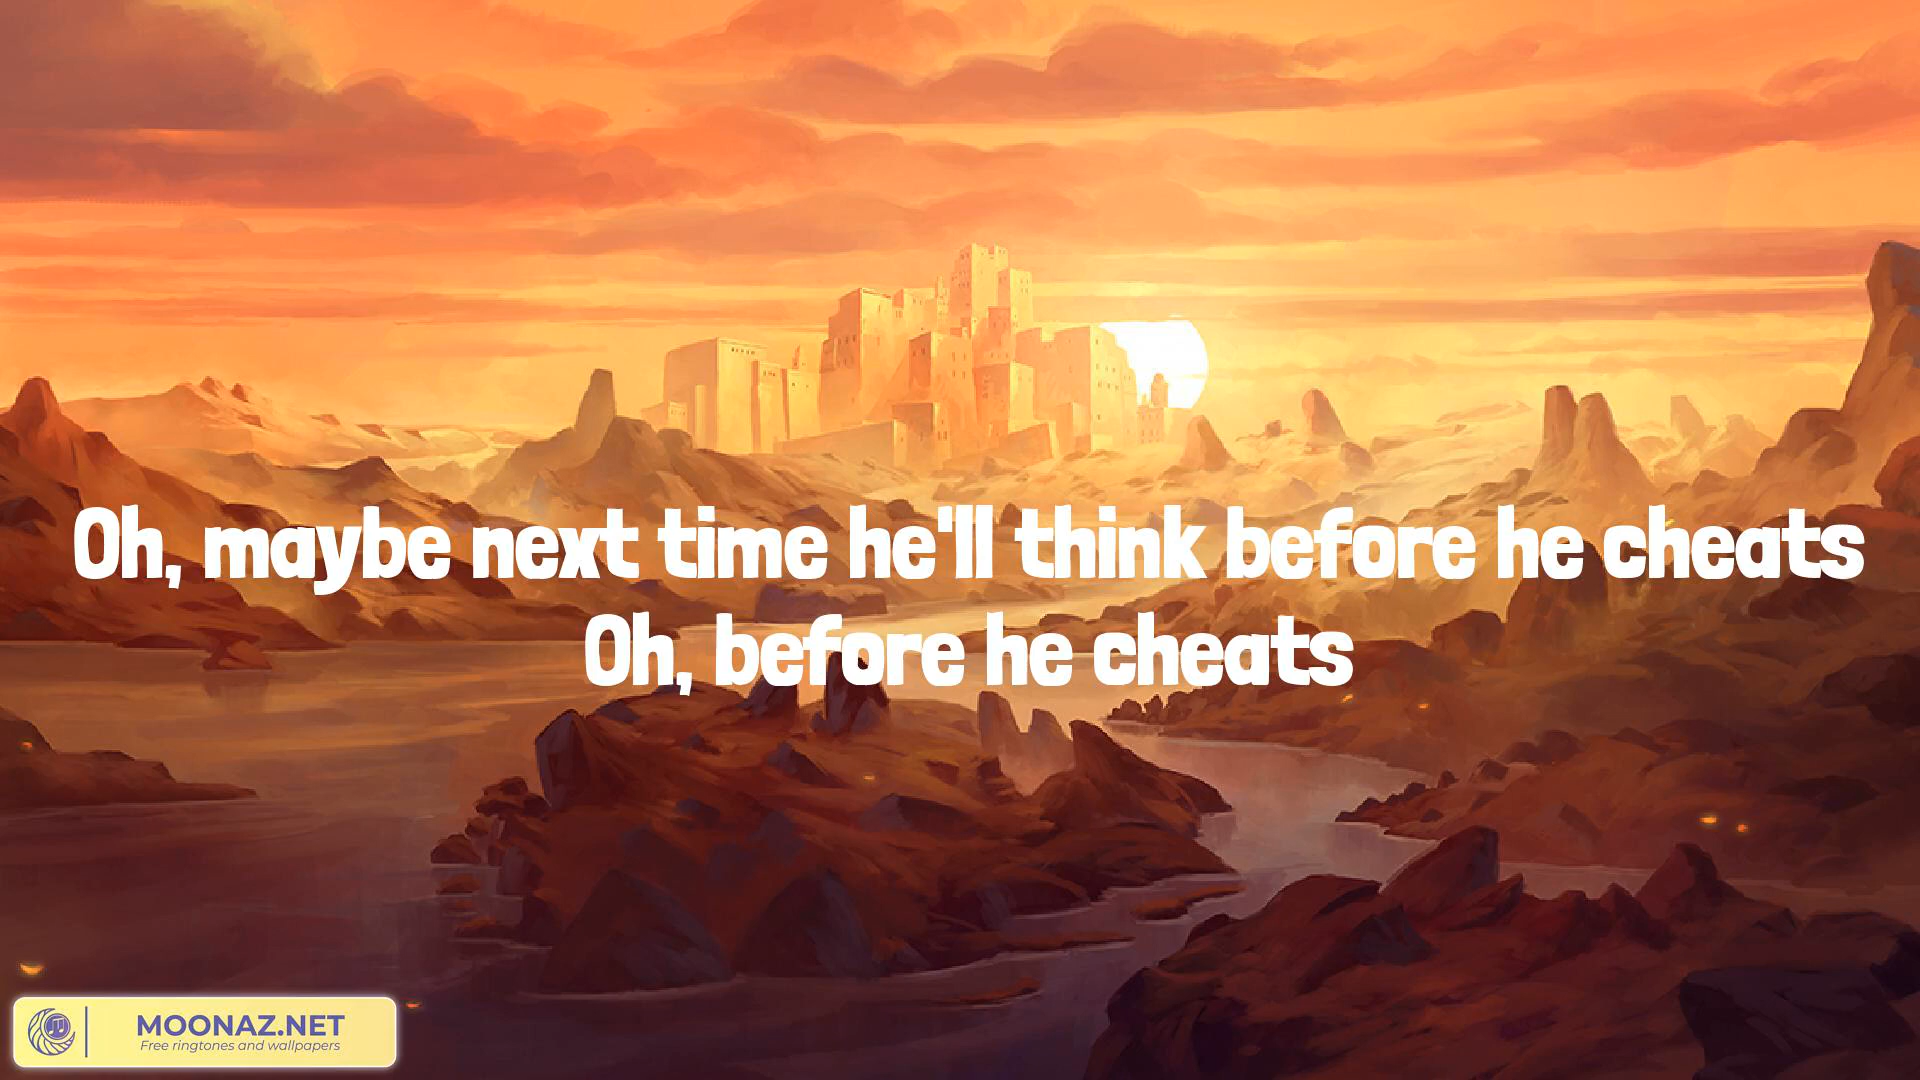 Oh, maybe next time he'll think before he cheats
Oh, before he cheats
MOONAZ.NET
Free ringtones and wallpapers